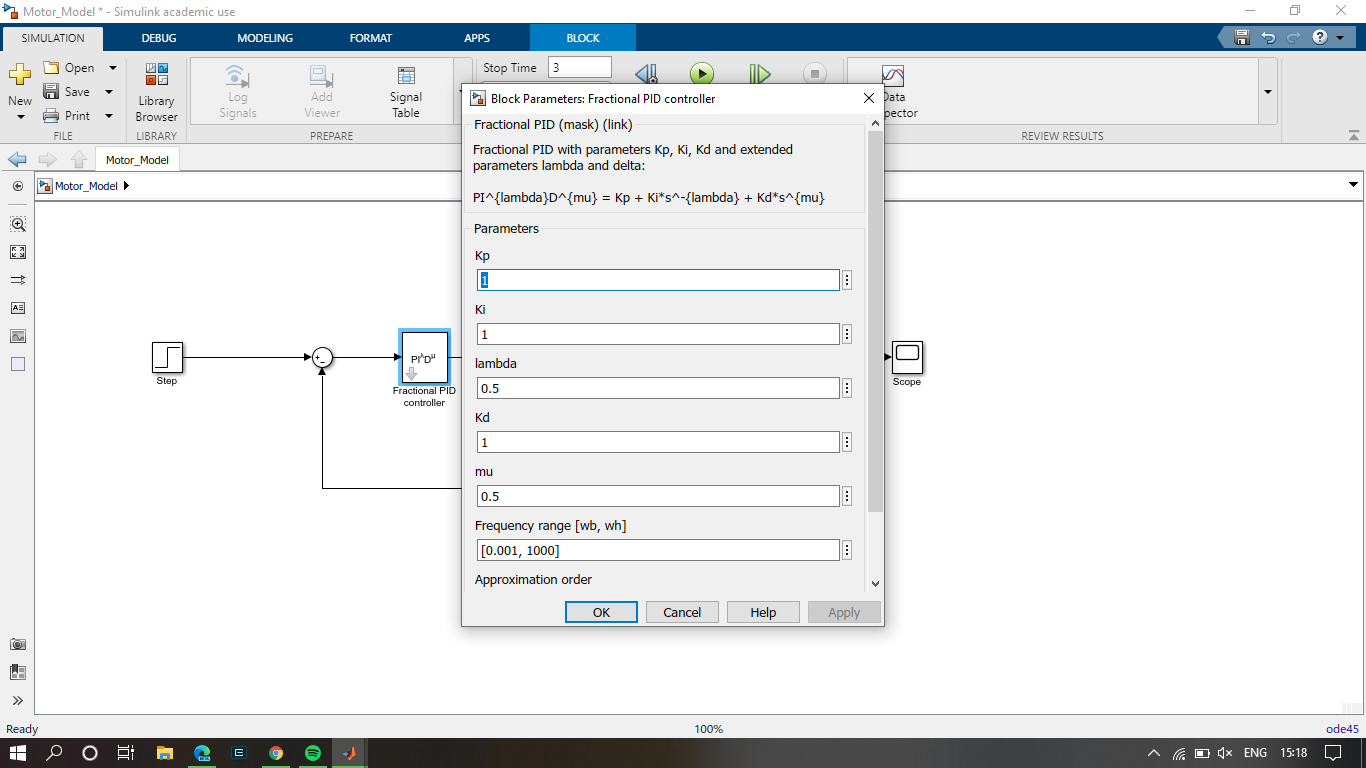 Motor_Model * - Simulink academic use
SIMULATION
DEBUG
MODELING
FORMAT
APPS
BLOCK
New
Open
Save
Print
FILE
Library
Browser
LIBRARY
Log
Signals
Add
Viewer
Signal
Table
PREPARE
Stop Time
3
Data
pector
REVIEW RESULTS
Motor_Model
Motor_Model
Step
+
-
PIλDμ
Fractional PID
controller
Scope
Block Parameters: Fractional PID controller
Fractional PID (mask) (link)
Fractional PID with parameters Kp, Ki, Kd and extended
parameters lambda and delta:
PI^{lambda}D^{mu} = Kp + Ki*s^-{lambda} + Kd*s^{mu}
Parameters
Kp
1
Ki
1
lambda
0.5
Kd
1
mu
0.5
Frequency range [wb, wh]
[0.001, 1000]
Approximation order
OK
Cancel
Help
Apply
Ready
100%
ode45
ENG
15:18